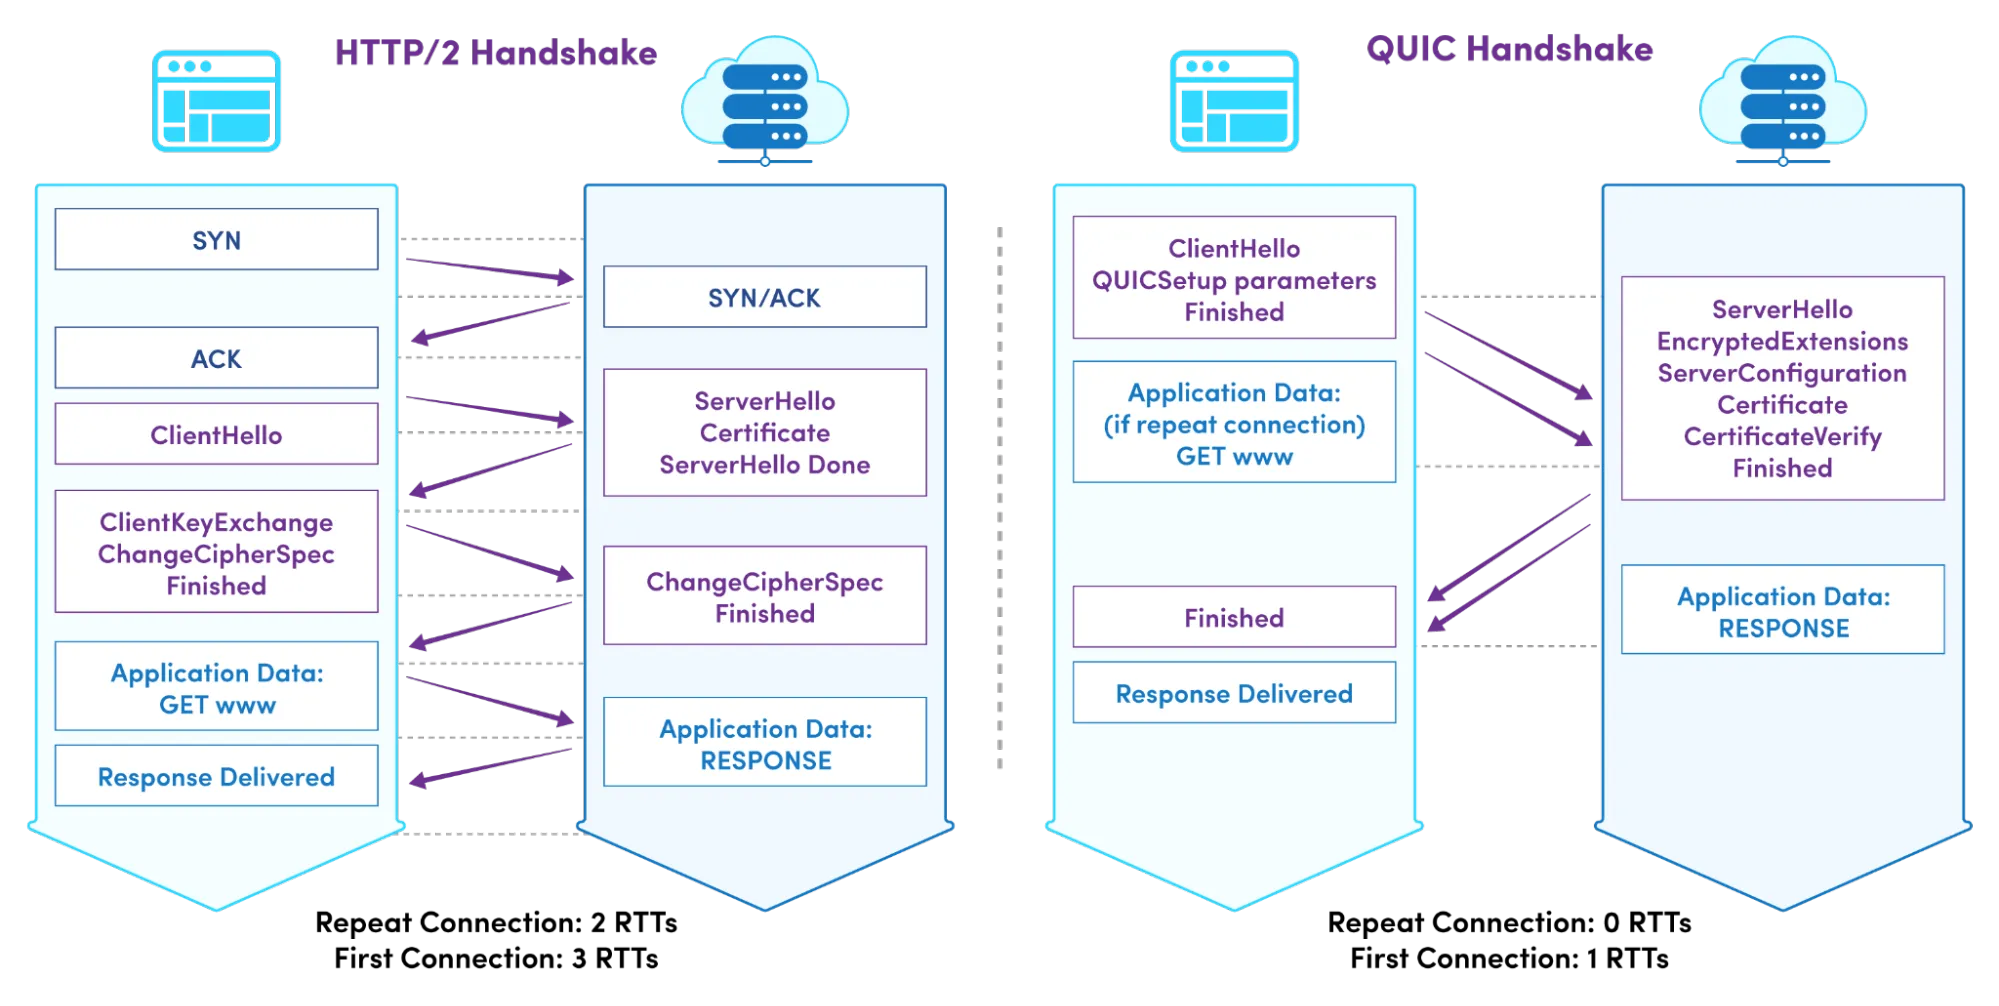 HTTP/2 Handshake
SYN
SYN/ACK
ACK
ClientHello
ServerHello
Certificate
ServerHello Done
ClientKeyExchange
ChangeCipherSpec
Finished
ChangeCipherSpec
Finished
Application Data:
GET www
Application Data:
RESPONSE
Response Delivered
Repeat Connection: 2 RTTs
First Connection: 3 RTTs
QUIC Handshake
ClientHello
QUICSetup parameters
Finished
Application Data:
(if repeat connection)
GET www
ServerHello
EncryptedExtensions
ServerConfiguration
Certificate
CertificateVerify
Finished
Application Data:
RESPONSE
Finished
Response Delivered
Repeat Connection: 0 RTTs
First Connection: 1 RTTs